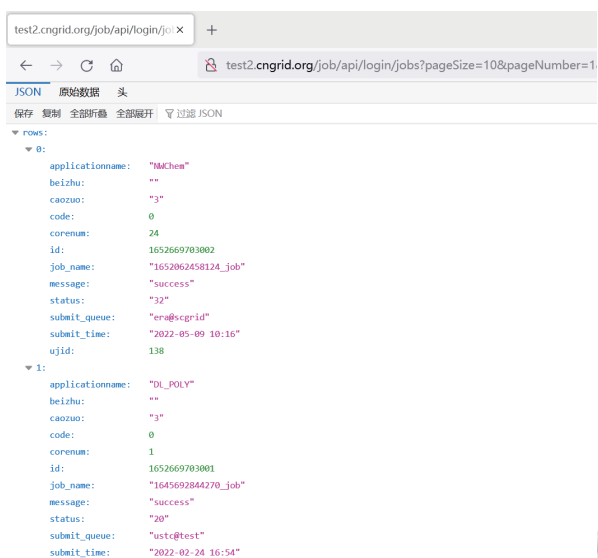 test2.cngrid.org/job/api/login/jo
test2.cngrid.org/job/api/login/jobs?pageSize=10&pageNumber=1
JSON 原始数据 头
保存 复制 全部折叠 全部展开 过滤 JSON
rows:
0:
applicationname: "NWChem"
beizhu: ""
caozuo: "3"
code: 0
corenum: 24
id: 1652669703002
job_name: "1652062458124_job"
message: "success"
status: "32"
submit_queue: "era@scgrid"
submit_time: "2022-05-09 10:16"
ujid: 138
1:
applicationname: "DL_POLY"
beizhu: ""
caozuo: "3"
code: 0
corenum: 1
id: 1652669703001
job_name: "1645692844270_job"
message: "success"
status: "20"
submit_queue: "ustc@test"
submit_time: "2022-02-24 16:54"